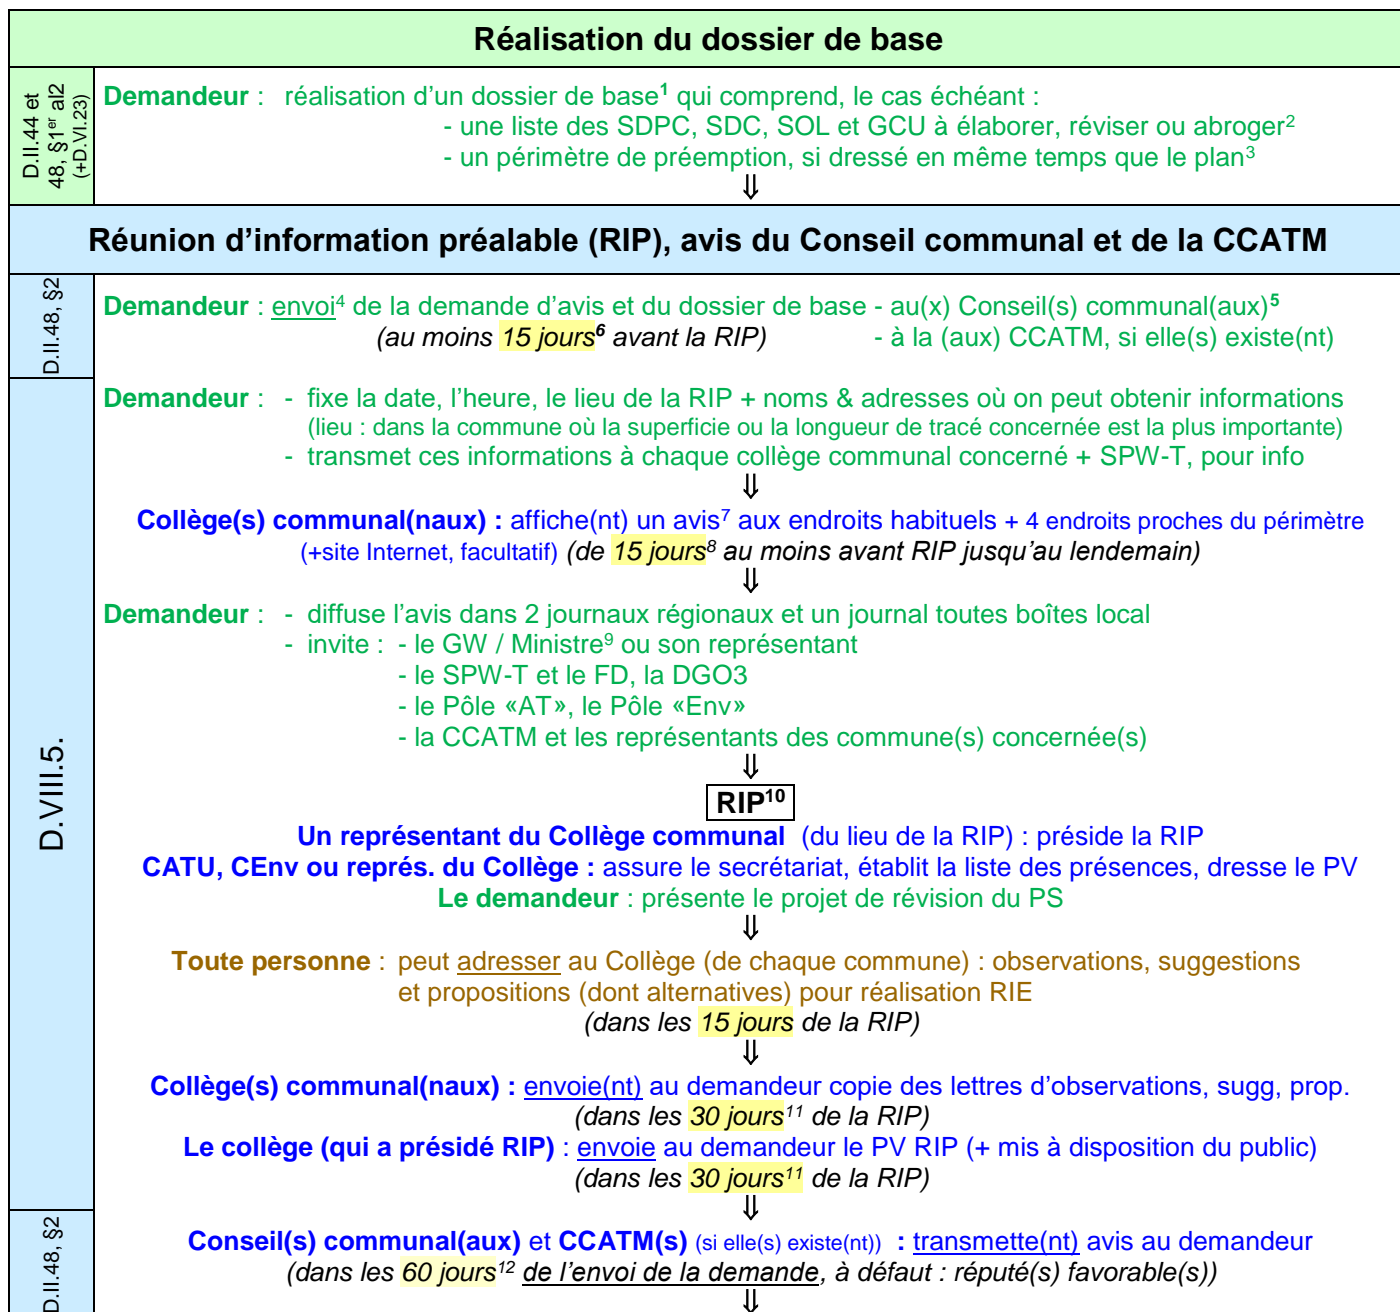 Réalisation du dossier de base
D.II.44 et
48, §1er al2
(+D.VI.23)
Demandeur : réalisation d’un dossier de base1 qui comprend, le cas échéant :
- une liste des SDPC, SDC, SOL et GCU à élaborer, réviser ou abroger2
- un périmètre de préemption, si dressé en même temps que le plan3
⇓
Réunion d’information préalable (RIP), avis du Conseil communal et de la CCATM
D.II.48, §2
Demandeur : envoi4 de la demande d’avis et du dossier de base - au(x) Conseil(s) communal(aux)5
(au moins 15 jours6 avant la RIP) - à la (aux) CCATM, si elle(s) existe(nt)
D.VIII.5.
Demandeur : - fixe la date, l’heure, le lieu de la RIP + noms & adresses où on peut obtenir informations
(lieu : dans la commune où la superficie ou la longueur de tracé concernée est la plus importante)
- transmet ces informations à chaque collège communal concerné + SPW-T, pour info
⇓
Collège(s) communal(naux) : affiche(nt) un avis7 aux endroits habituels + 4 endroits proches du périmètre
(+site Internet, facultatif) (de 15 jours8 au moins avant RIP jusqu’au lendemain)
⇓
Demandeur : - diffuse l’avis dans 2 journaux régionaux et un journal toutes boîtes local
- invite : - le GW / Ministre9 ou son représentant
- le SPW-T et le FD, la DGO3
- le Pôle «AT», le Pôle «Env»
- la CCATM et les représentants des commune(s) concernée(s)
⇓
RIP10
Un représentant du Collège communal (du lieu de la RIP) : préside la RIP
CATU, CEnv ou représ. du Collège : assure le secrétariat, établit la liste des présences, dresse le PV
Le demandeur : présente le projet de révision du PS
⇓
Toute personne : peut adresser au Collège (de chaque commune) : observations, suggestions
et propositions (dont alternatives) pour réalisation RIE
(dans les 15 jours de la RIP)
⇓
Collège(s) communal(naux) : envoie(nt) au demandeur copie des lettres d’observations, sugg, prop.
(dans les 30 jours11 de la RIP)
Le collège (qui a présidé RIP) : envoie au demandeur le PV RIP (+ mis à disposition du public)
(dans les 30 jours11 de la RIP)
⇓
D.II.48, §2
Conseil(s) communal(aux) et CCATM(s) (si elle(s) existe(nt)) : transmette(nt) avis au demandeur
(dans les 60 jours12 de l’envoi de la demande, à défaut : réputé(s) favorable(s))
⇓